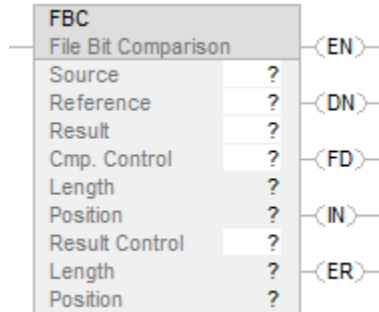 FBC
File Bit Comparison (EN)
Source ?
Reference ? (DN)
Result ?
Cmp. Control ? (FD)
Length ?
Position ? (IN)
Result Control ?
Length ? (ER)
Position ?